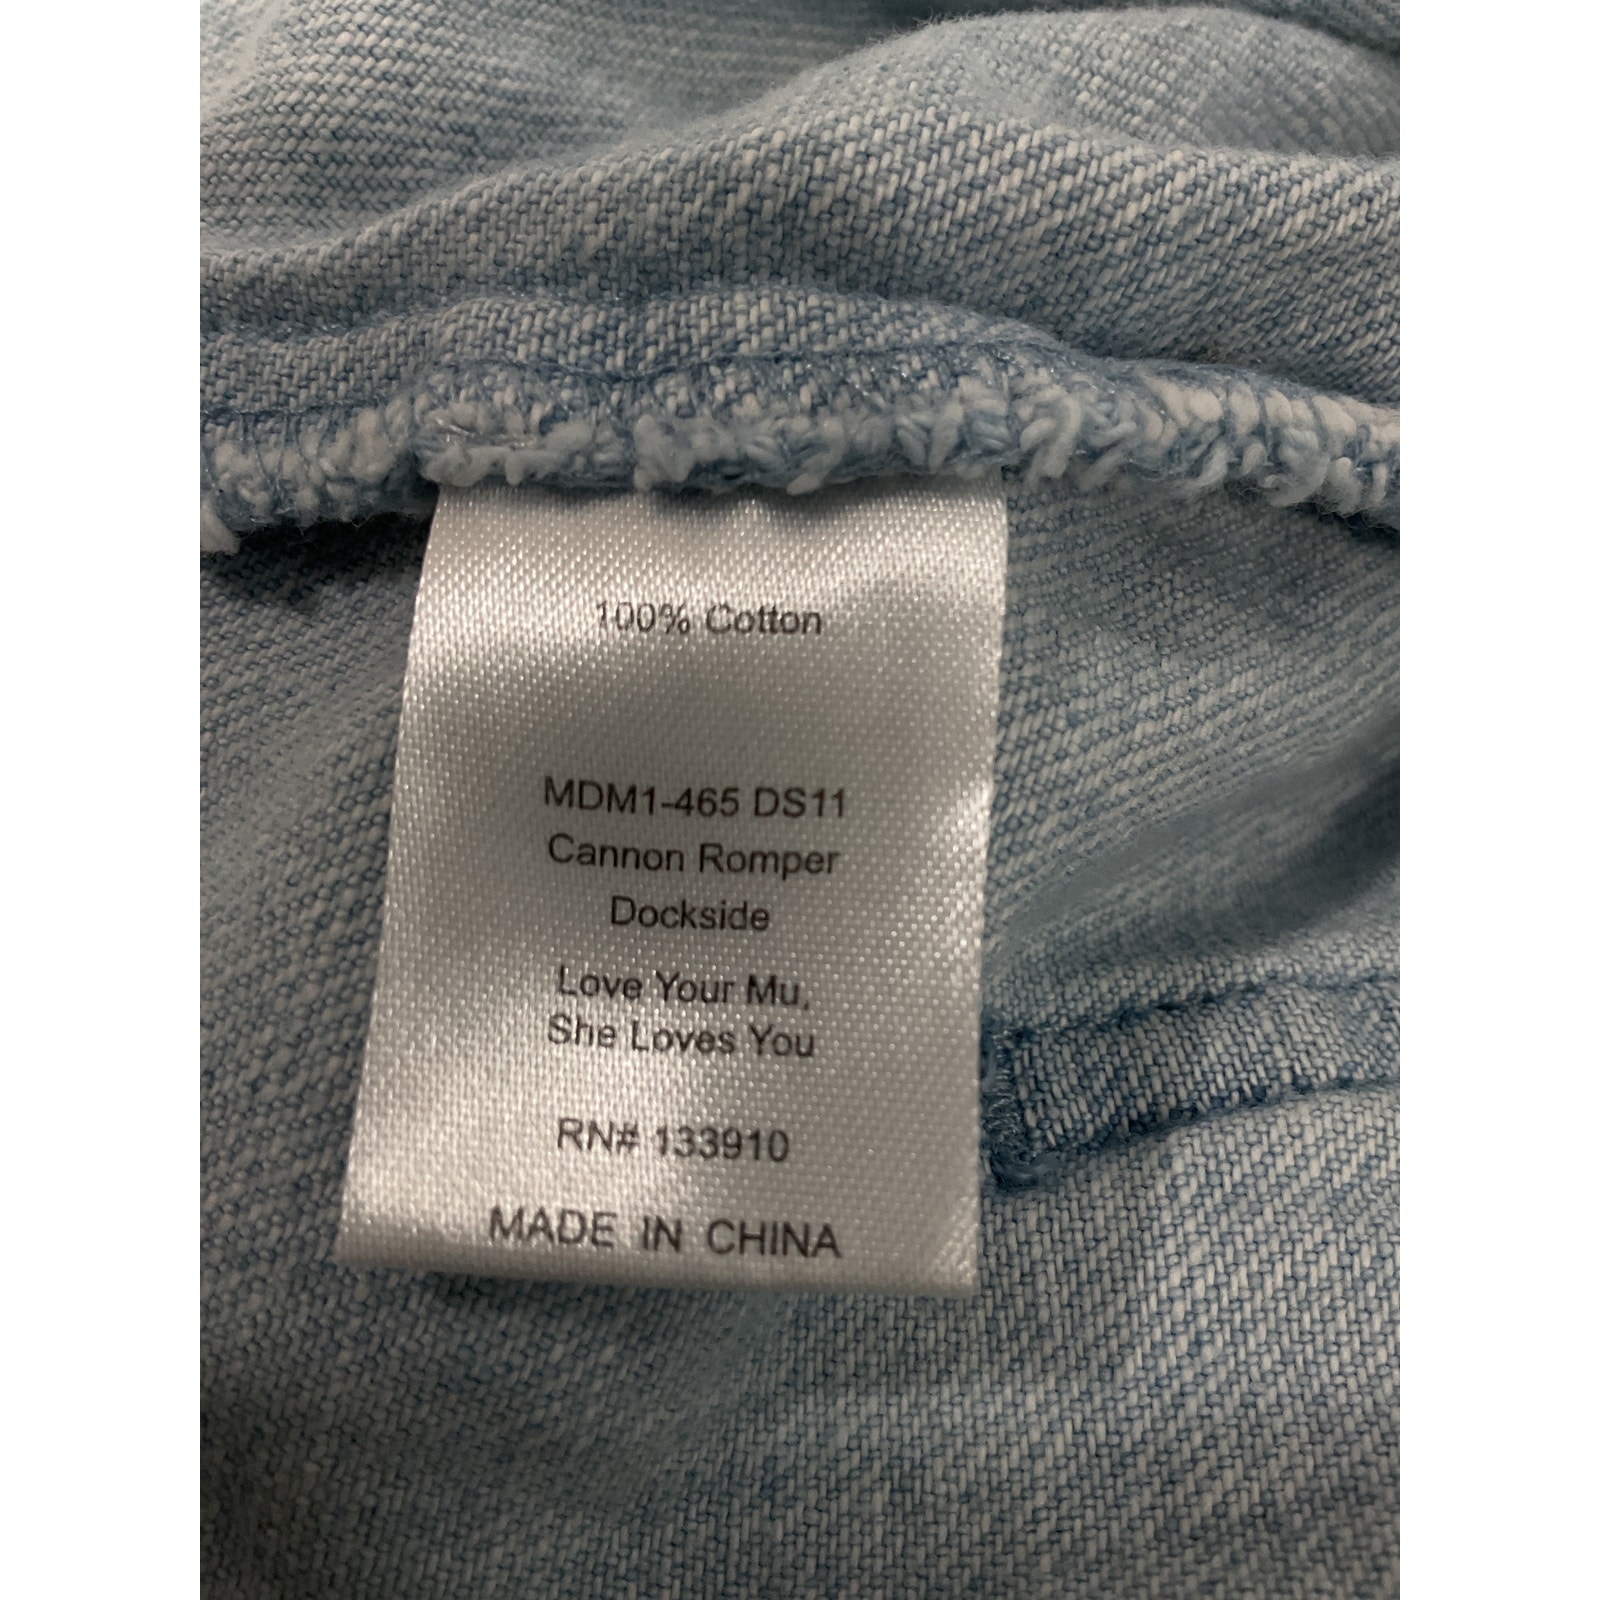 100% Cotton
MDM1-465 DS11
Cannon Romper
Dockside
Love Your Mu,
She Loves You
RN# 133910
MADE IN CHINA